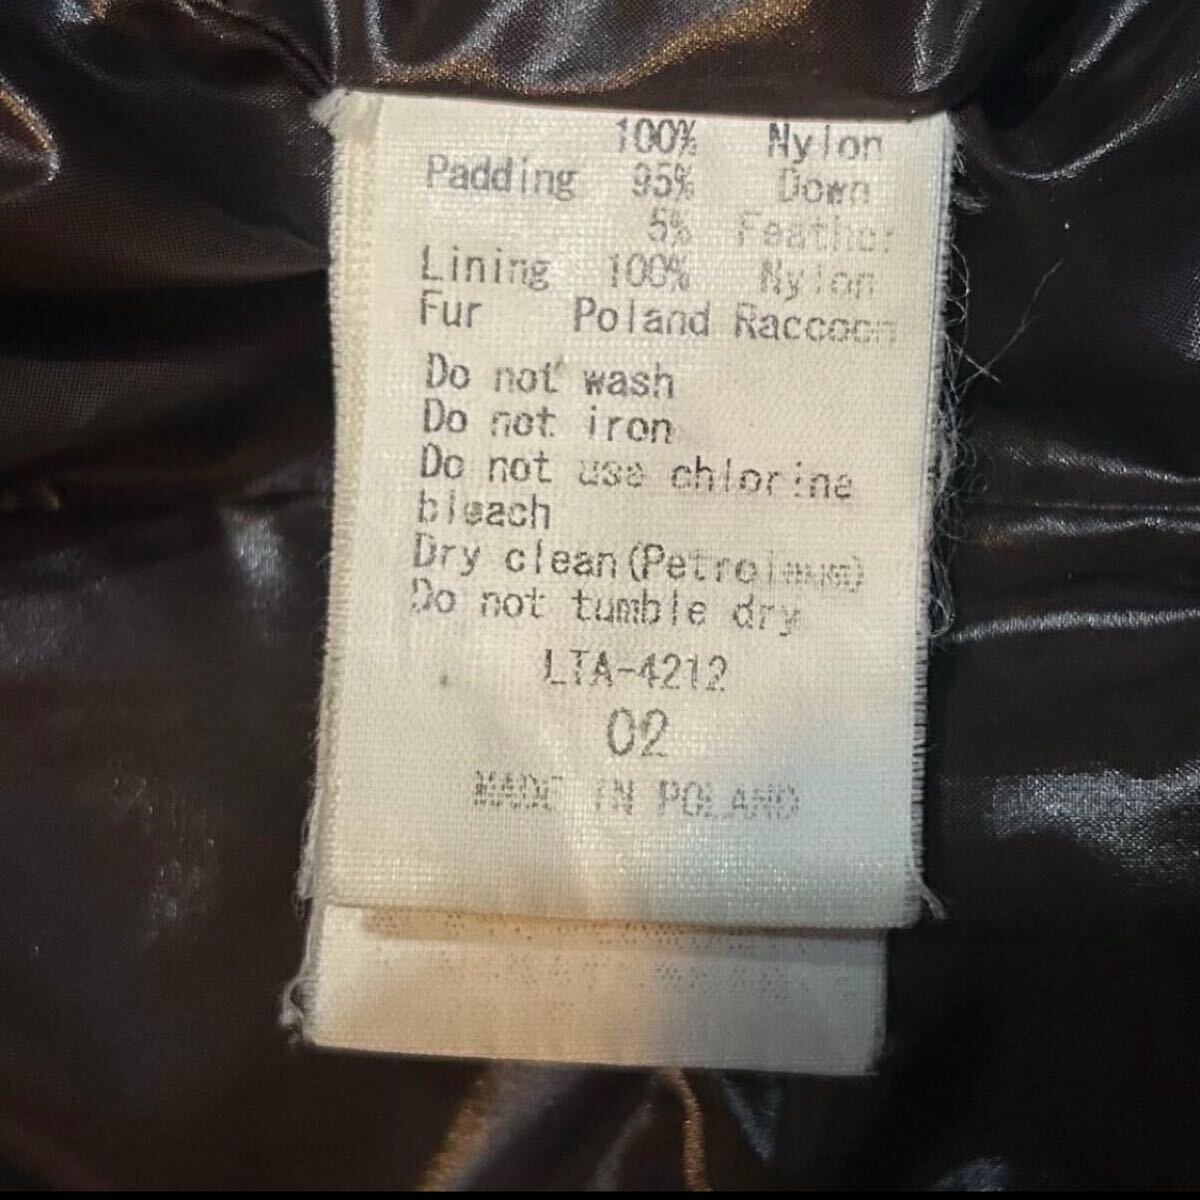 100% Nylon
Padding 95% Down
5% Feather
Lining 100% Nylon
Fur Poland Raccoon
Do not wash
Do not iron
Do not use chlorine
bleach
Dry clean(Petroleum)
Do not tumble dry
LTA-4212
02
MADE IN POLAND